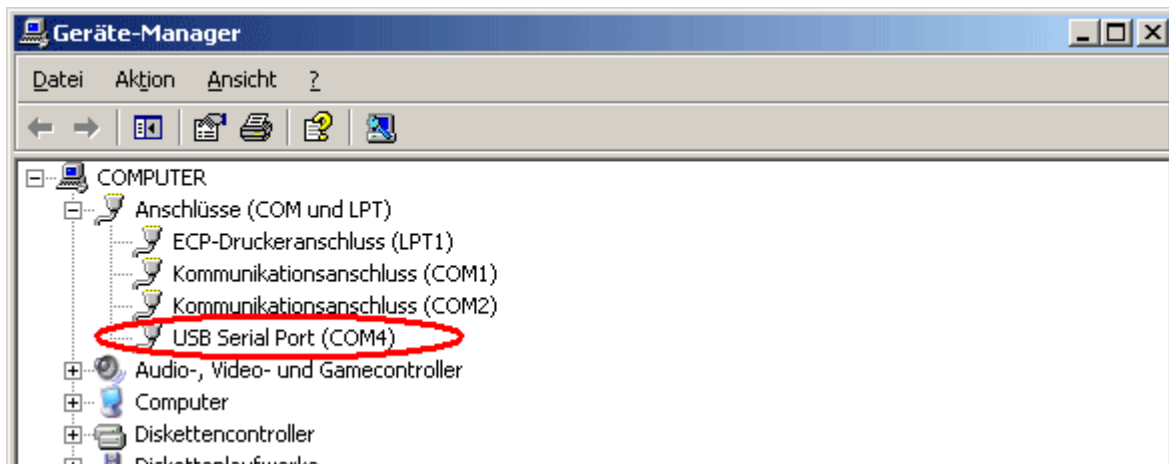 Geräte-Manager
Datei Aktion Ansicht ?
COMPUTER
Anschlüsse (COM und LPT)
ECP-Druckeranschluss (LPT1)
Kommunikationsanschluss (COM1)
Kommunikationsanschluss (COM2)
USB Serial Port (COM4)
Audio-, Video- und Gamecontroller
Computer
Diskettencontroller
Diskettenlaufwerke